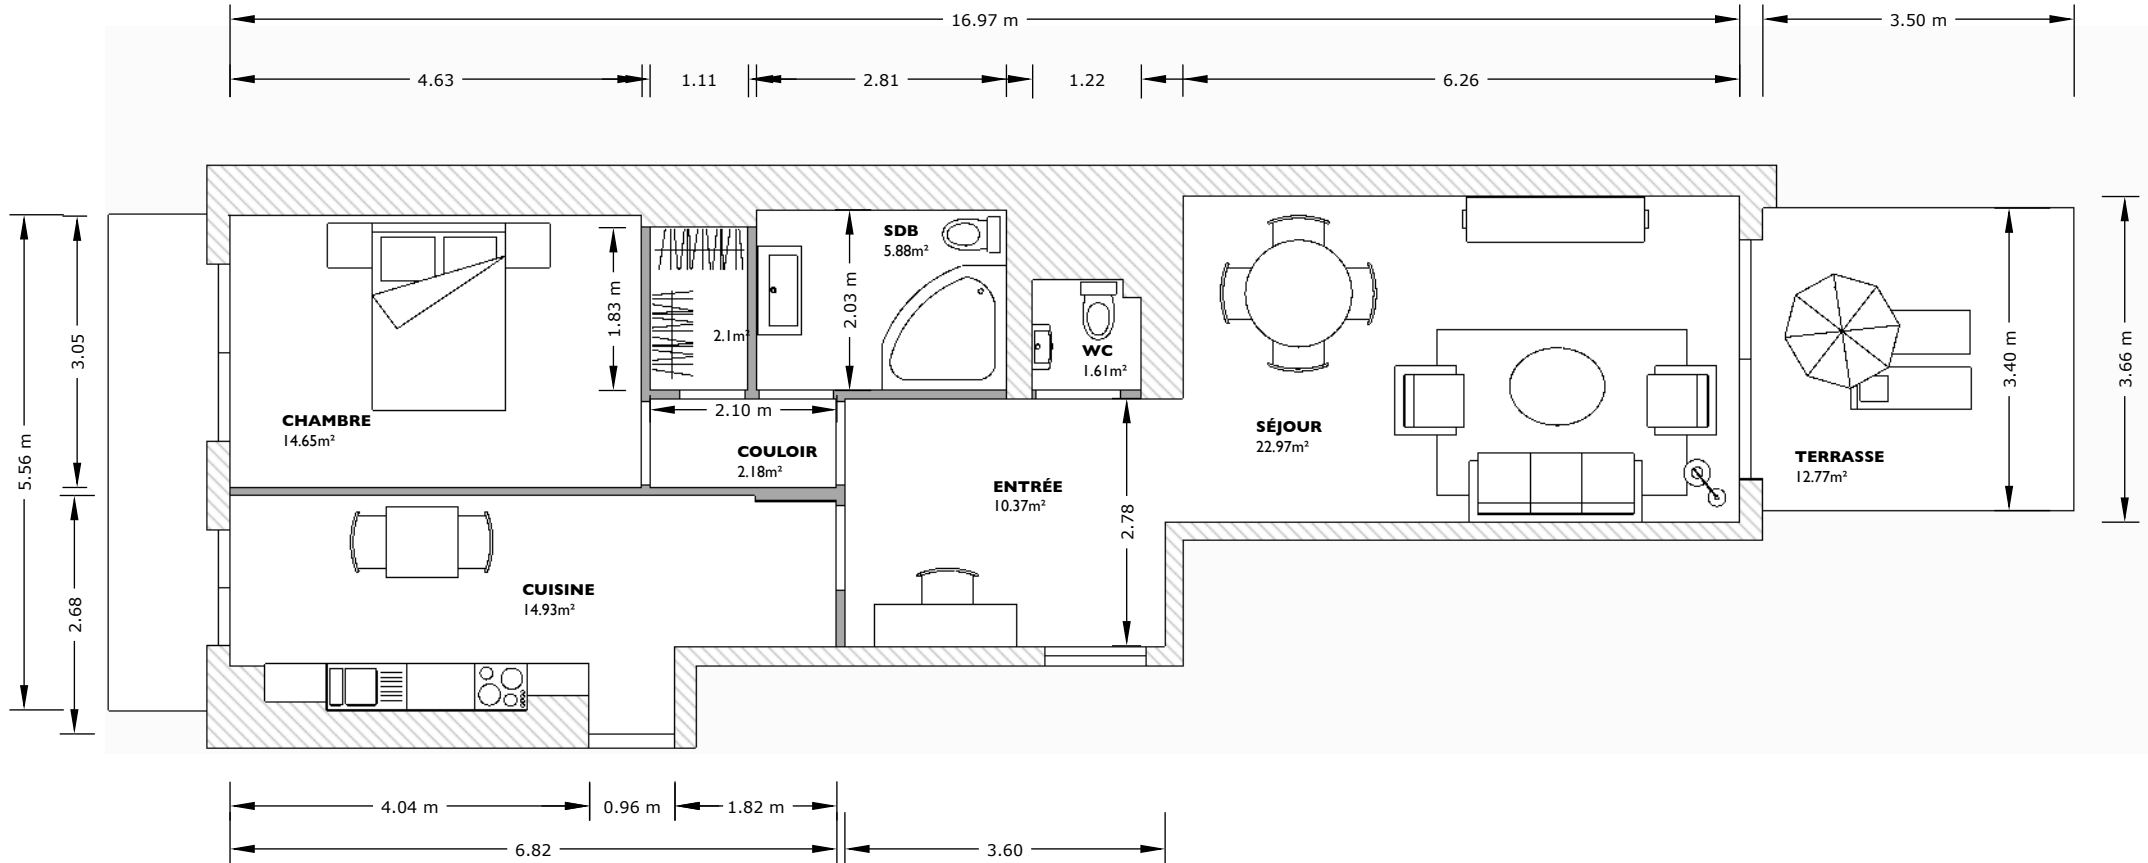 16.97 m
3.50 m
4.63
1.11
2.81
1.22
6.26
SDB
5.88m²
2.03 m
1.83 m
2.1m²
WC
1.61m²
3.05
5.56 m
3.40 m
3.66 m
2.10 m
CHAMBRE
14.65m²
COULOIR
2.18m²
SÉJOUR
22.97m²
TERRASSE
12.77m²
ENTRÉE
10.37m²
2.78
CUISINE
14.93m²
2.68
4.04 m
0.96 m
1.82 m
6.82
3.60